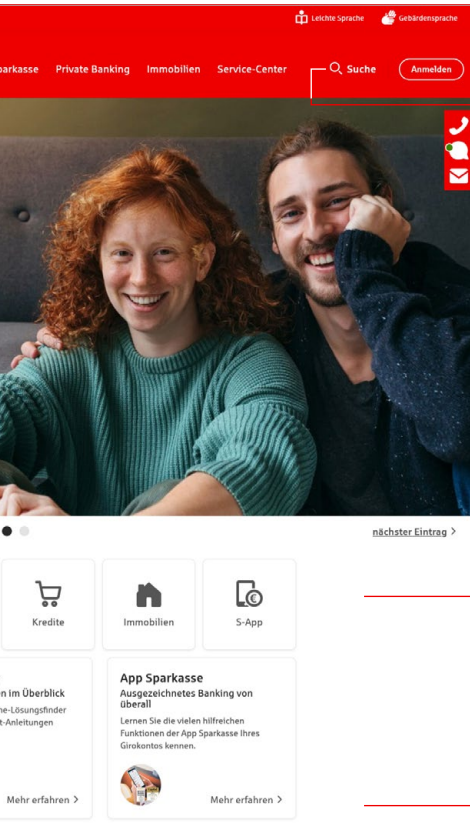 Leichte Sprache
Gebärdensprache
parkasse Private Banking Immobilien Service-Center Suche Anmelden
nächster Eintrag
Kredite
Immobilien
S-App
n im Überblick
ne-Lösungsfinder
t-Anleitungen
Mehr erfahren
App Sparkasse
Ausgezeichnetes Banking von
überall
Lernen Sie die vielen hilfreichen
Funktionen der App Sparkasse Ihres
Girokontos kennen.
Mehr erfahren